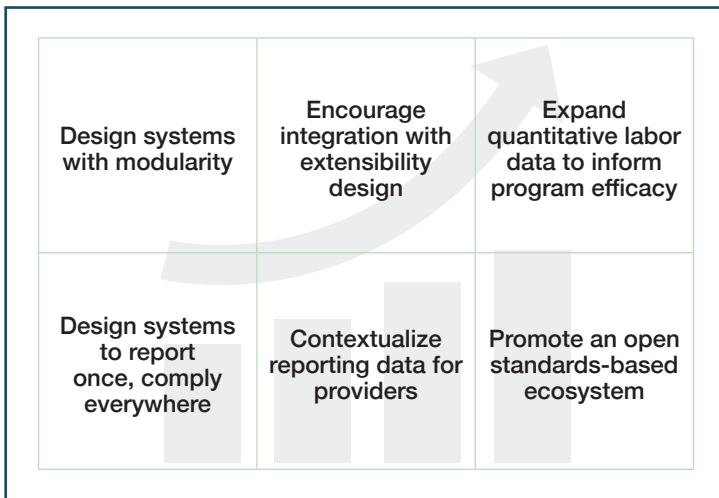 Design systems
with modularity
Encourage
integration with
extensibility
design
Expand
quantitative labor
data to inform
program efficacy
Design systems
to report
once, comply
everywhere
Contextualize
reporting data for
providers
Promote an open
standards-based
ecosystem